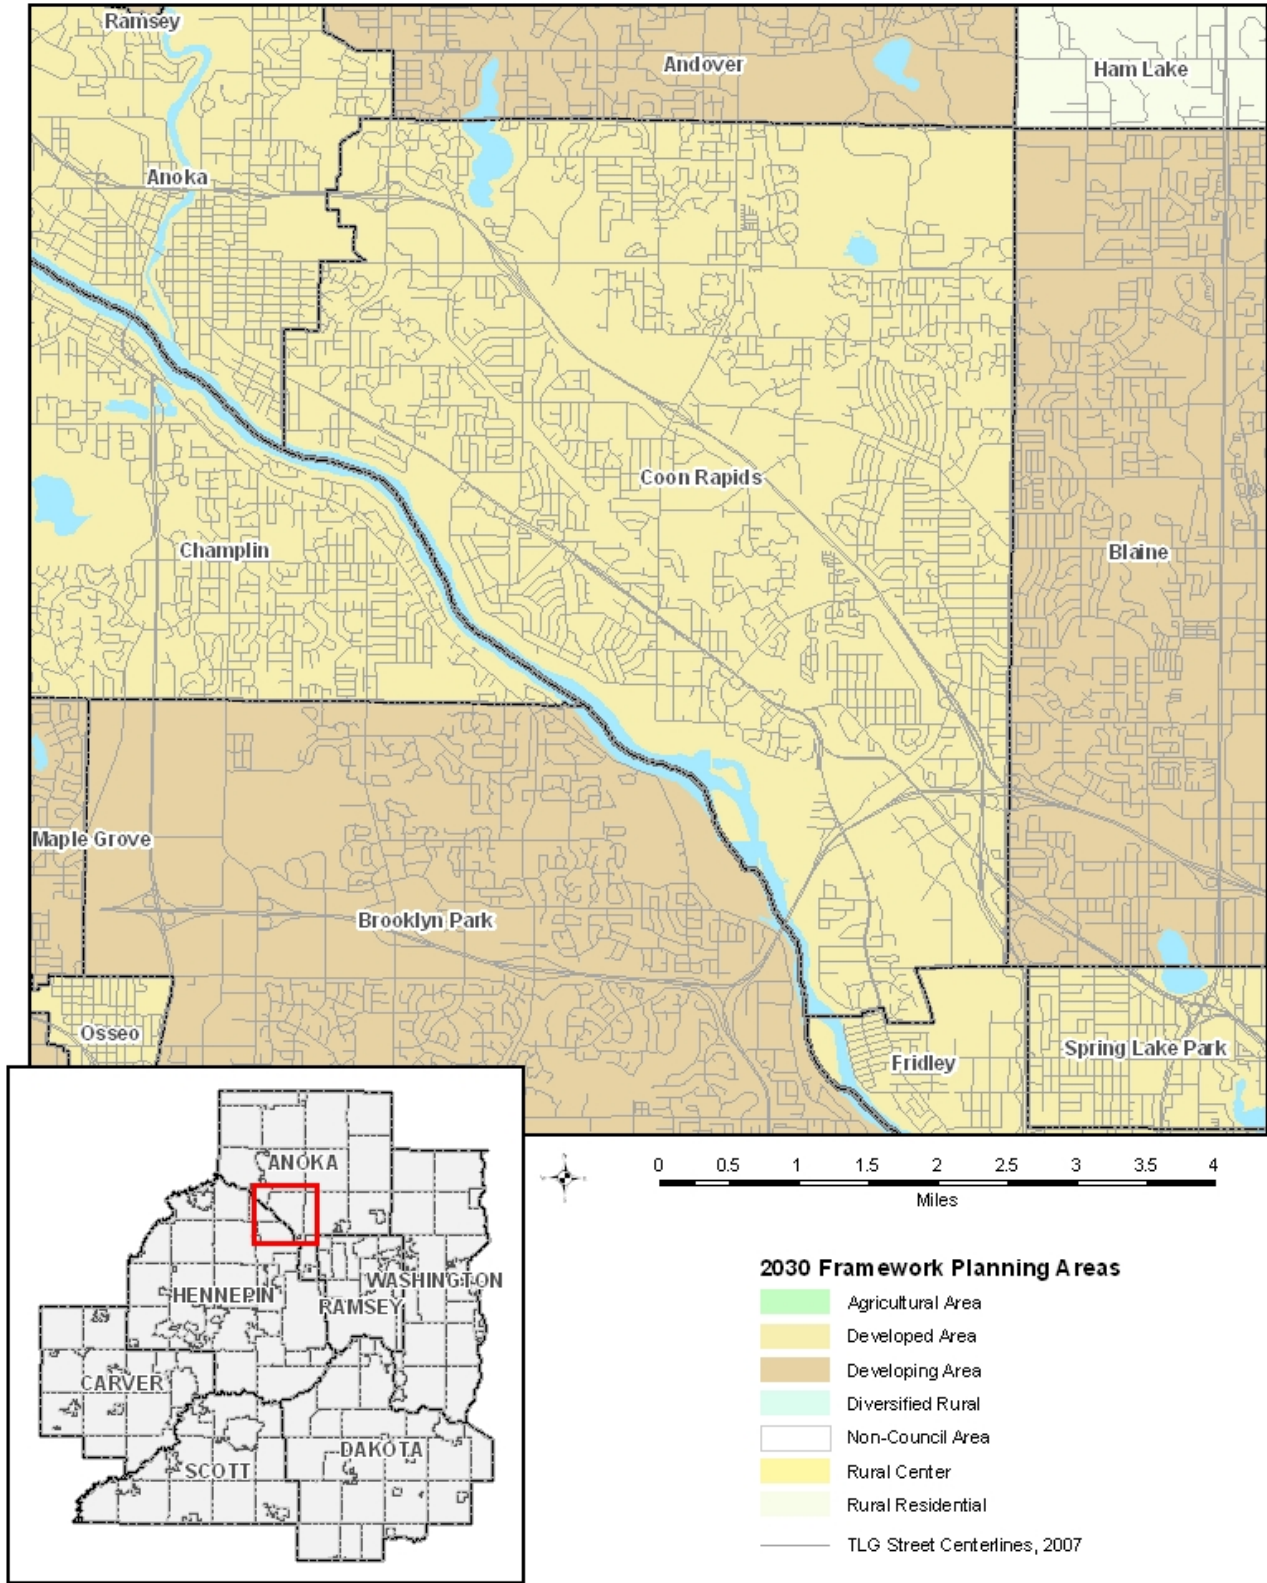 Ramsey
Andover
Ham Lake
Anoka
Coon Rapids
Champlin
Blaine
Maple Grove
Brooklyn Park
Osseo
Fridley
Spring Lake Park
ANOKA
HENNEPIN
WASHINGTON
RAMSEY
CARVER
SCOTT
DAKOTA
0 0.5 1 1.5 2 2.5 3 3.5 4
Miles
2030 Framework Planning Areas
Agricultural Area
Developed Area
Developing Area
Diversified Rural
Non-Council Area
Rural Center
Rural Residential
TLG Street Centerlines, 2007